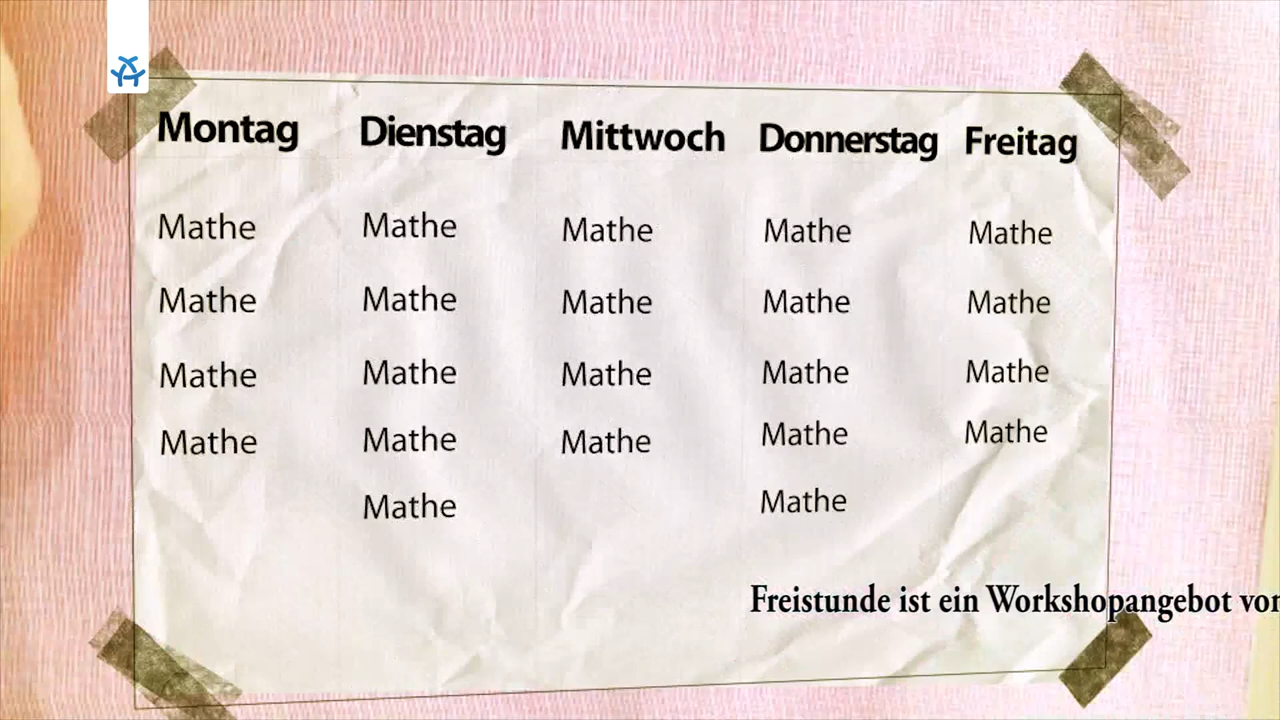 Montag Dienstag Mittwoch Donnerstag Freitag
Mathe Mathe Mathe Mathe Mathe
Mathe Mathe Mathe Mathe Mathe
Mathe Mathe Mathe Mathe Mathe
Mathe Mathe Mathe Mathe Mathe
Mathe Mathe
Freistunde ist ein Workshopangebot